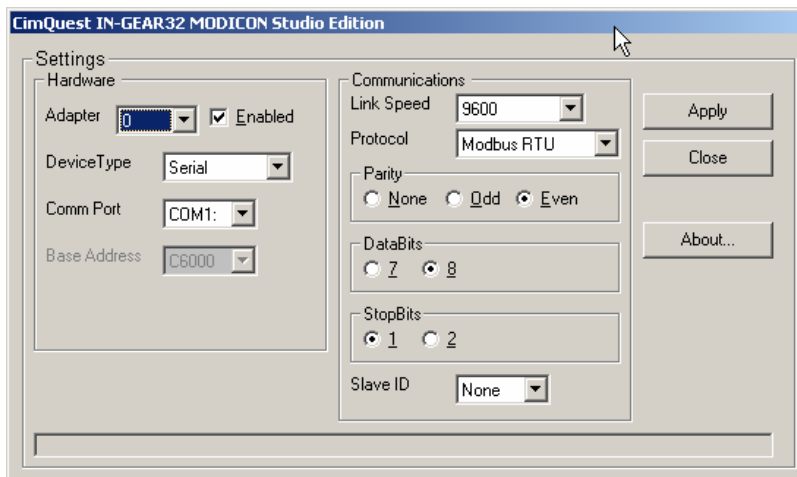 CimQuest IN-GEAR32 MODICON Studio Edition
Settings
Hardware
Adapter 0 Enabled
DeviceType Serial
Comm Port COM1:
Base Address C6000
Communications
Link Speed 9600
Protocol Modbus RTU
Parity
None Odd Even
DataBits
7 8
StopBits
1 2
Slave ID None
Apply
Close
About...